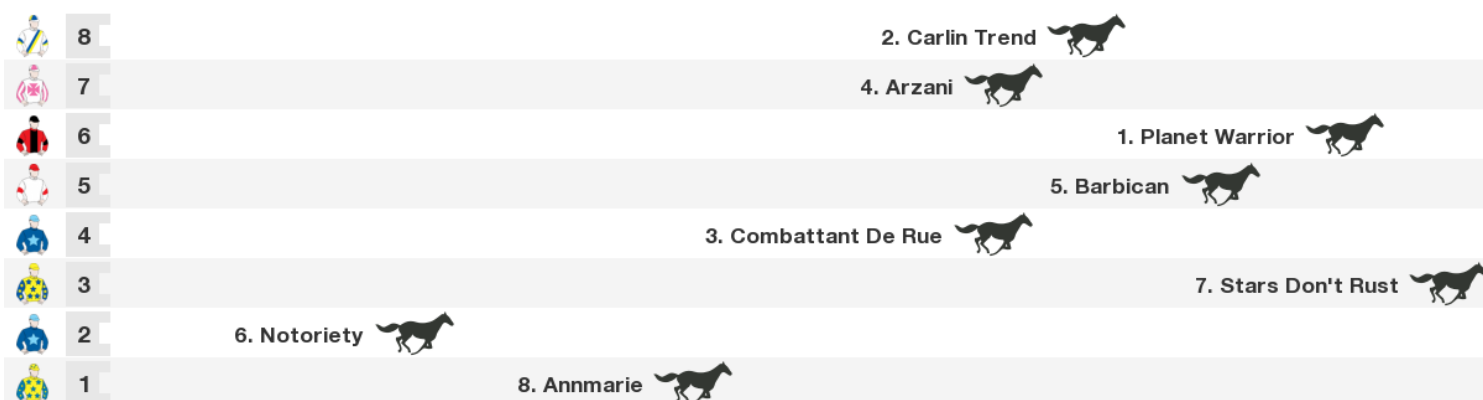 8 2. Carlin Trend
7 4. Arzani
6 1. Planet Warrior
5 5. Barbican
4 3. Combattant De Rue
3 7. Stars Don't Rust
2 6. Notoriety
1 8. Annmarie